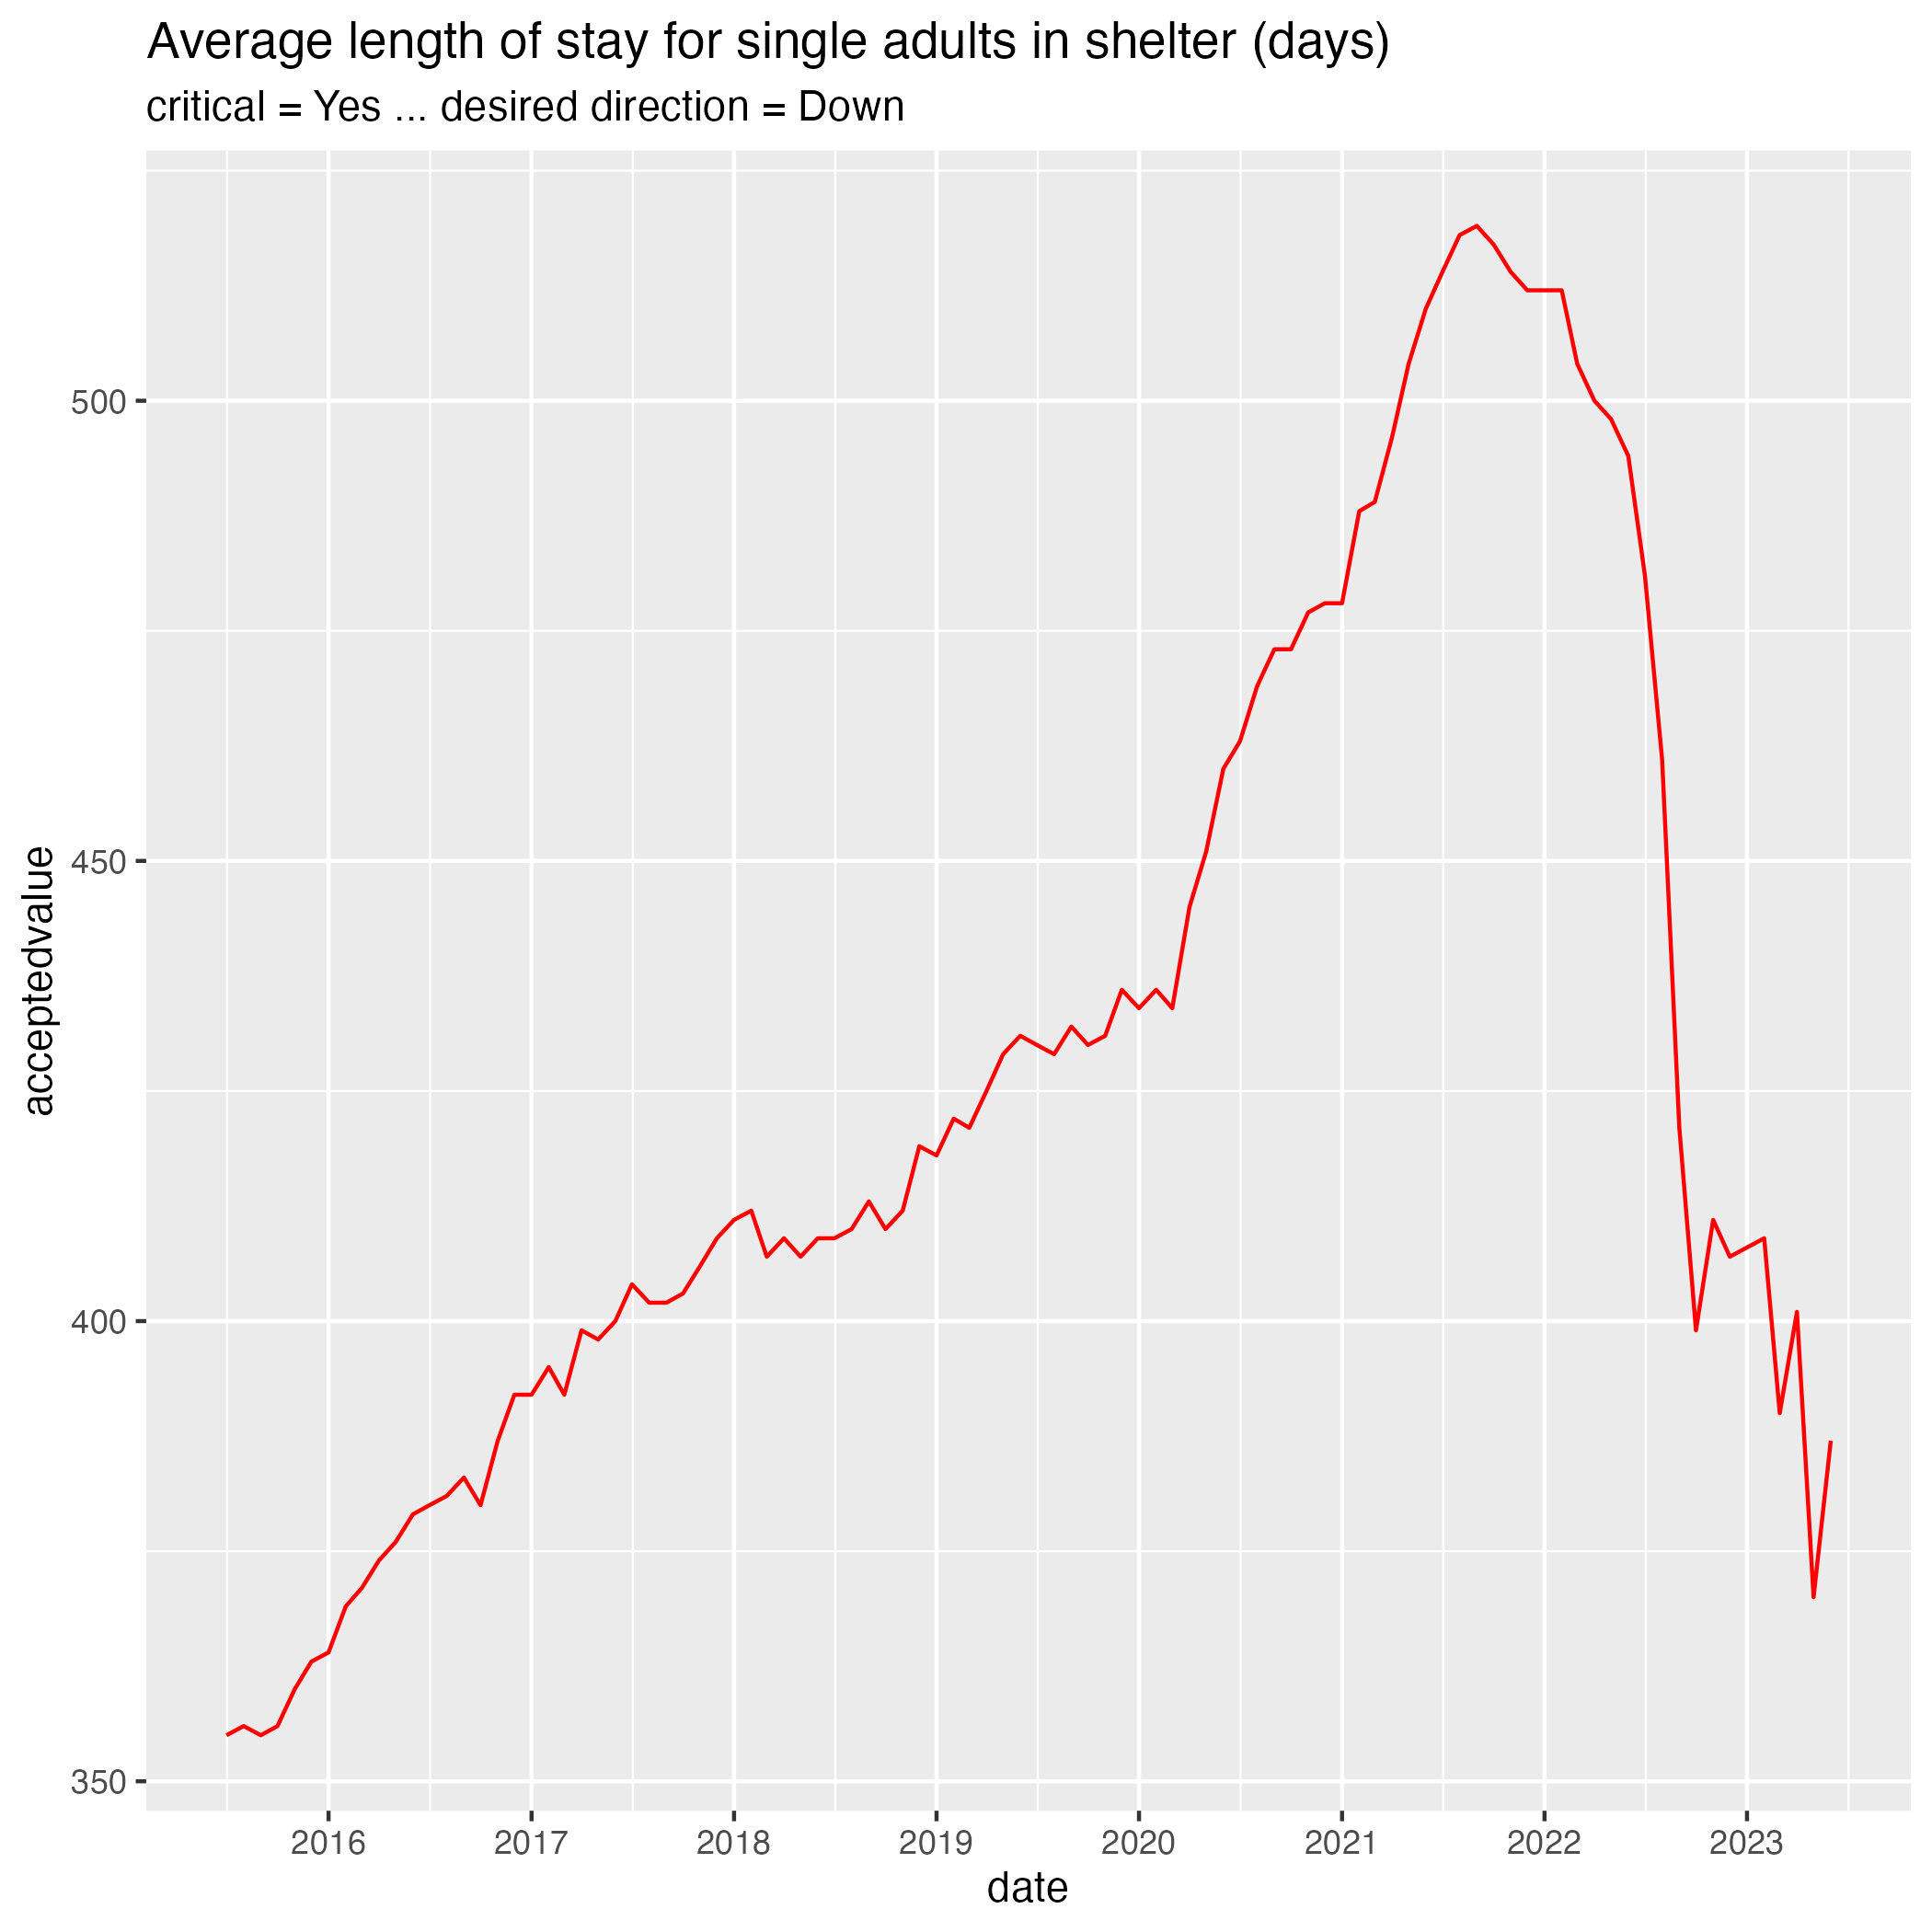 Average length of stay for single adults in shelter (days)
critical = Yes ... desired direction = Down
acceptedvalue
500
450
400
350
2016 2017 2018 2019 2020 2021 2022 2023
date